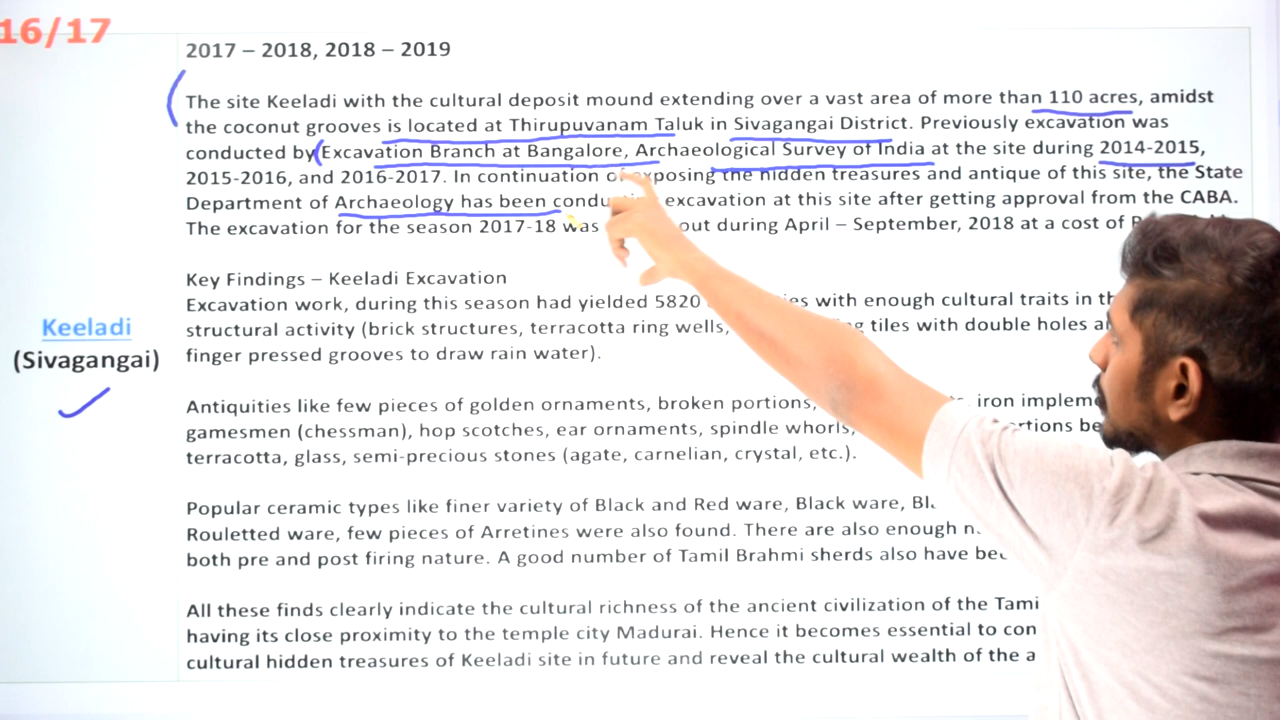 16/17
2017 – 2018, 2018 – 2019
The site Keeladi with the cultural deposit mound extending over a vast area of more than 110 acres, amidst
the coconut grooves is located at Thirupuvanam Taluk in Sivagangai District. Previously excavation was
conducted by Excavation Branch at Bangalore, Archaeological Survey of India at the site during 2014-2015,
2015-2016, and 2016-2017. In continuation of exposing the hidden treasures and antique of this site, the State
Department of Archaeology has been excavation at this site after getting approval from the CABA.
The excavation for the season 2017-18 was out during April – September, 2018 at a cost of
Key Findings – Keeladi Excavation
Excavation work, during this season had yielded 5820 with enough cultural traits in
structural activity (brick structures, terracotta ring wells, tiles with double holes
finger pressed grooves to draw rain water).
Keeladi
(Sivagangai)
Antiquities like few pieces of golden ornaments, broken portions, iron
gamesmen (chessman), hop scotches, ear ornaments, spindle whorls,
terracotta, glass, semi-precious stones (agate, carnelian, crystal, etc.).
Popular ceramic types like finer variety of Black and Red ware, Black ware,
Rouletted ware, few pieces of Arretines were also found. There are also enough
both pre and post firing nature. A good number of Tamil Brahmi sherds also have
All these finds clearly indicate the cultural richness of the ancient civilization of the
having its close proximity to the temple city Madurai. Hence it becomes essential to
cultural hidden treasures of Keeladi site in future and reveal the cultural wealth of the